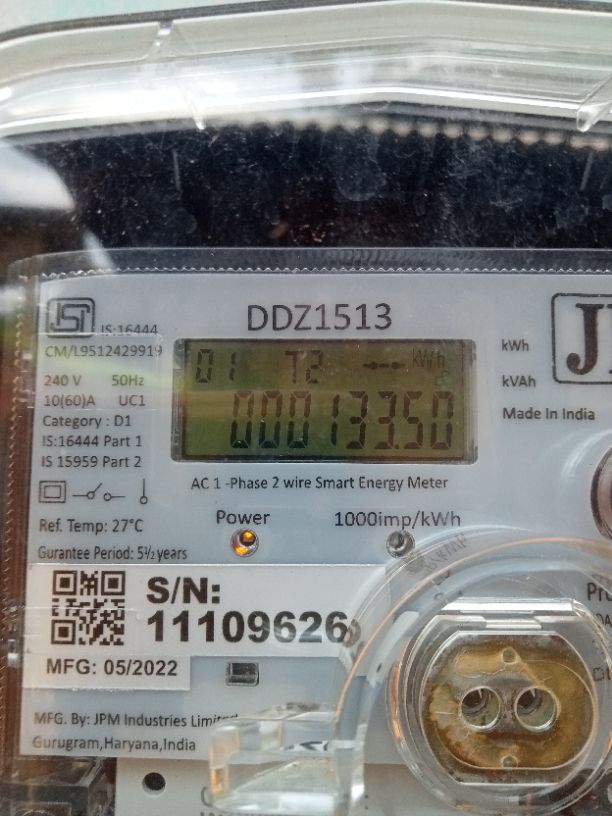 DDZ1513
IS:16444
CM/L9512429919
240 V 50Hz
10(60)A UC1
Category : D1
IS:16444 Part 1
IS 15959 Part 2
01 T2 kWh
000133.50
kWh
kVAh
Made In India
AC 1 -Phase 2 wire Smart Energy Meter
Ref. Temp: 27°C
Power
1000imp/kWh
Gurantee Period: 5½ years
S/N:
11109626
MFG: 05/2022
MFG. By: JPM Industries Limited
Gurugram,Haryana,India